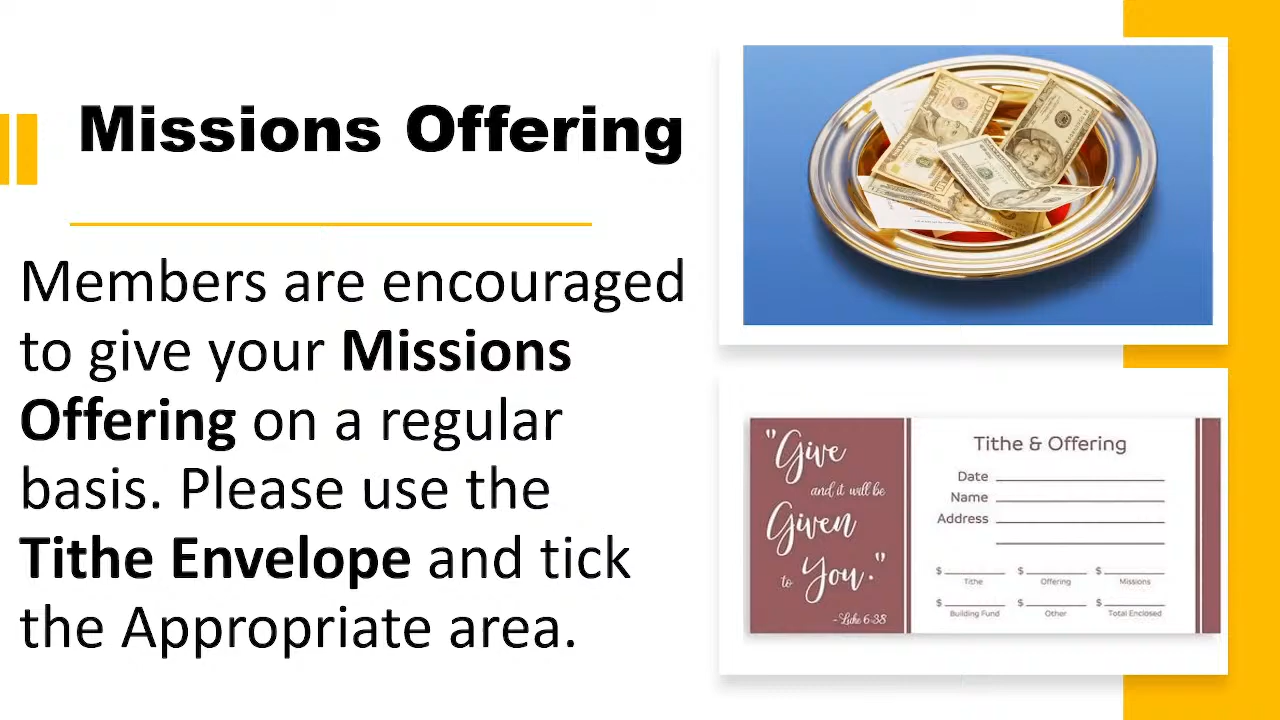 Missions Offering
Members are encouraged
to give your Missions
Offering on a regular
basis. Please use the
Tithe Envelope and tick
the Appropriate area.
"Give
and it will be
Given
to You."
-Luke 6:38
Tithe & Offering
Date
Name
Address
$ $ $
Tithe Offering Missions
$ $ $
Building Fund Other Total Enclosed